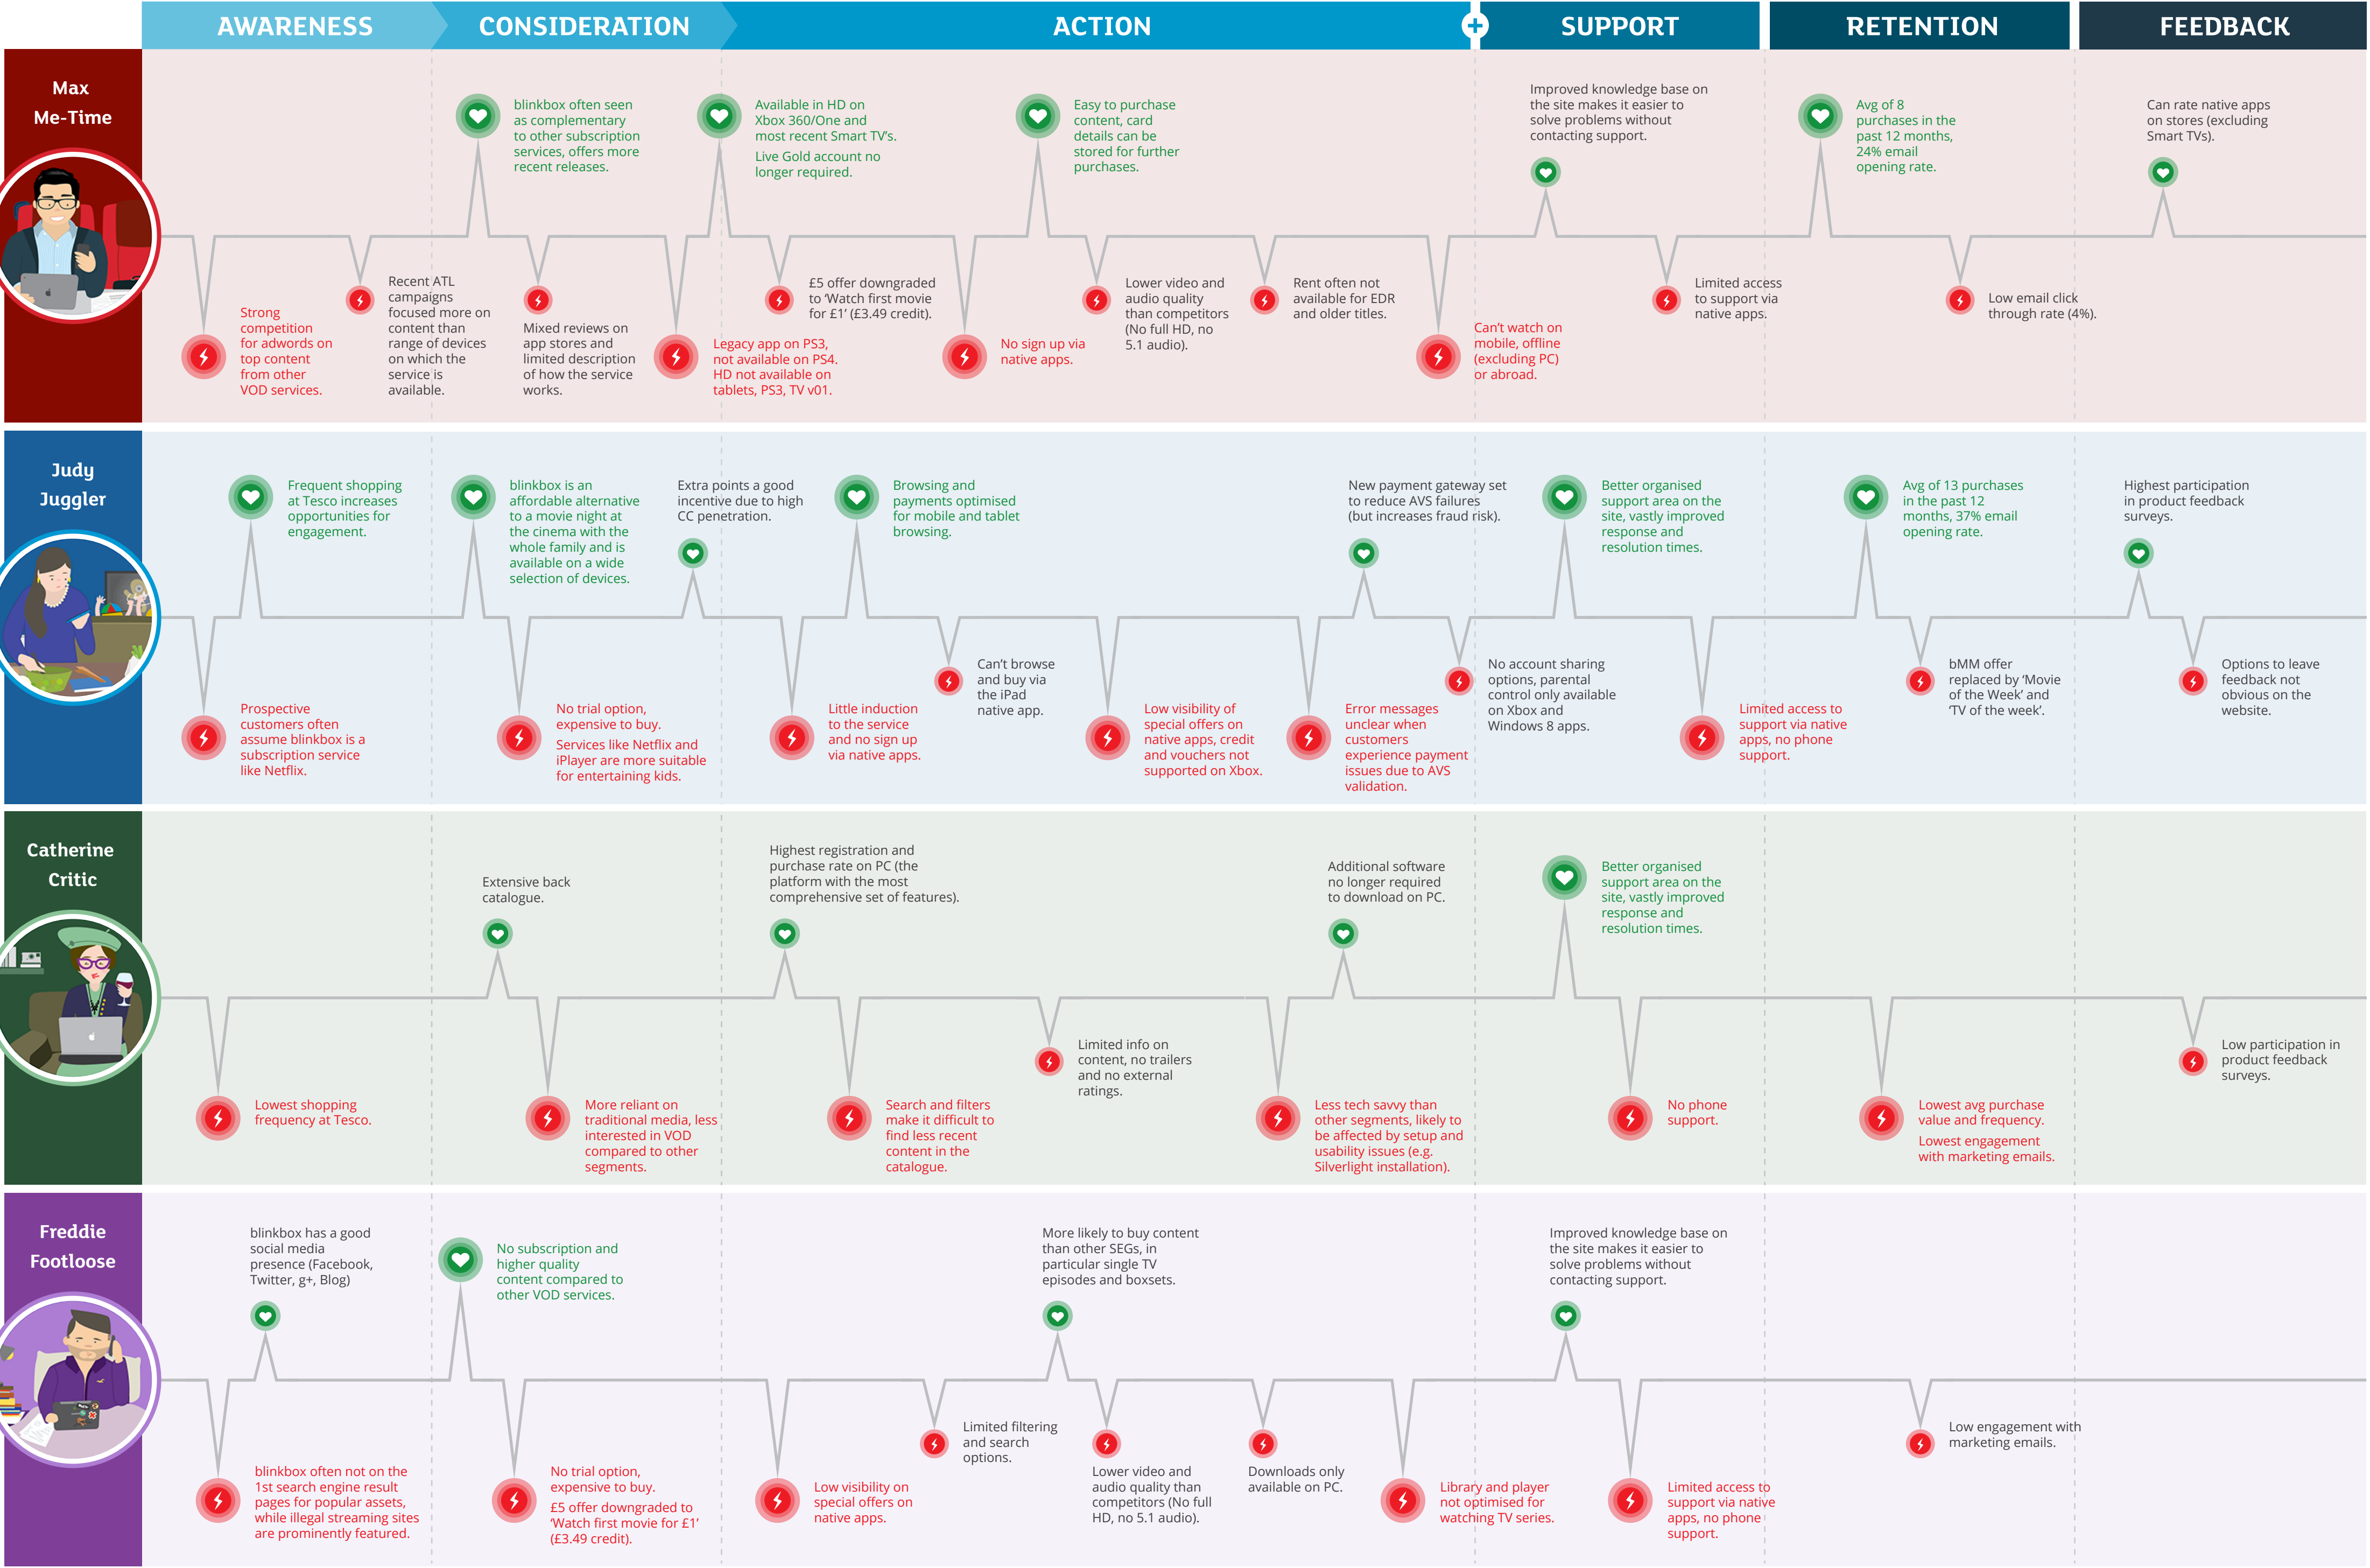 AWARENESS
CONSIDERATION
ACTION
SUPPORT
RETENTION
FEEDBACK
Max
Me-Time
blinkbox often seen
as complementary
to other subscription
services, offers more
recent releases.
Available in HD on
Xbox 360/One and
most recent Smart TV's.
Live Gold account no
longer required.
Easy to purchase
content, card
details can be
stored for further
purchases.
Improved knowledge base on
the site makes it easier to
solve problems without
contacting support.
Avg of 8
purchases in the
past 12 months,
24% email
opening rate.
Can rate native apps
on stores (excluding
Smart TVs).
Strong
competition
for adwords on
top content
from other
VOD services.
Recent ATL
campaigns
focused more on
content than
range of devices
on which the
service is
available.
Mixed reviews on
app stores and
limited description
of how the service
works.
Legacy app on PS3,
not available on PS4.
HD not available on
tablets, PS3, TV v01.
£5 offer downgraded
to 'Watch first movie
for £1' (£3.49 credit).
No sign up via
native apps.
Lower video and
audio quality
than competitors
(No full HD, no
5.1 audio).
Rent often not
available for EDR
and older titles.
Can't watch on
mobile, offline
(excluding PC)
or abroad.
Limited access
to support via
native apps.
Low email click
through rate (4%).
Judy
Juggler
Frequent shopping
at Tesco increases
opportunities for
engagement.
blinkbox is an
affordable alternative
to a movie night at
the cinema with the
whole family and is
available on a wide
selection of devices.
Extra points a good
incentive due to high
CC penetration.
Browsing and
payments optimised
for mobile and tablet
browsing.
New payment gateway set
to reduce AVS failures
(but increases fraud risk).
Better organised
support area on the
site, vastly improved
response and
resolution times.
Avg of 13 purchases
in the past 12
months, 37% email
opening rate.
Highest participation
in product feedback
surveys.
Prospective
customers often
assume blinkbox is a
subscription service
like Netflix.
No trial option,
expensive to buy.
Services like Netflix and
iPlayer are more suitable
for entertaining kids.
Little induction
to the service
and no sign up
via native apps.
Can't browse
and buy via
the iPad
native app.
Low visibility of
special offers on
native apps, credit
and vouchers not
supported on Xbox.
Error messages
unclear when
customers
experience payment
issues due to AVS
validation.
No account sharing
options, parental
control only available
on Xbox and
Windows 8 apps.
Limited access to
support via native
apps, no phone
support.
bMM offer
replaced by 'Movie
of the Week' and
'TV of the week'.
Options to leave
feedback not
obvious on the
website.
Catherine
Critic
Extensive back
catalogue.
Highest registration and
purchase rate on PC (the
platform with the most
comprehensive set of features).
Additional software
no longer required
to download on PC.
Better organised
support area on the
site, vastly improved
response and
resolution times.
Lowest shopping
frequency at Tesco.
More reliant on
traditional media, less
interested in VOD
compared to other
segments.
Search and filters
make it difficult to
find less recent
content in the
catalogue.
Limited info on
content, no trailers
and no external
ratings.
Less tech savvy than
other segments, likely to
be affected by setup and
usability issues (e.g.
Silverlight installation).
No phone
support.
Lowest avg purchase
value and frequency.
Lowest engagement
with marketing emails.
Low participation in
product feedback
surveys.
Freddie
Footloose
blinkbox has a good
social media
presence (Facebook,
Twitter, g+, Blog)
No subscription and
higher quality
content compared to
other VOD services.
More likely to buy content
than other SEGs, in
particular single TV
episodes and boxsets.
Improved knowledge base on
the site makes it easier to
solve problems without
contacting support.
blinkbox often not on the
1st search engine result
pages for popular assets,
while illegal streaming sites
are prominently featured.
No trial option,
expensive to buy.
£5 offer downgraded to
'Watch first movie for £1'
(£3.49 credit).
Low visibility on
special offers on
native apps.
Limited filtering
and search
options.
Lower video and
audio quality than
competitors (No full
HD, no 5.1 audio).
Downloads only
available on PC.
Library and player
not optimised for
watching TV series.
Limited access to
support via native
apps, no phone
support.
Low engagement with
marketing emails.